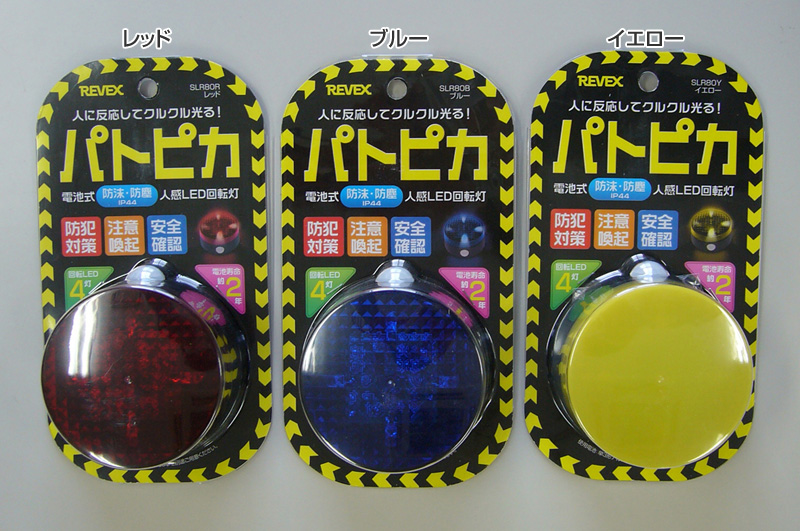 レッド
ブルー
イエロー
REVEX
SLR80R
レッド
人に反応してクルクル光る!
パトピカ
電池式 防沫・防塵 IP44 人感LED回転灯
防犯対策 注意喚起 安全確認
回転LED 4灯
電池寿命 約2年
REVEX
SLR80B
ブルー
人に反応してクルクル光る!
パトピカ
電池式 防沫・防塵 IP44 人感LED回転灯
防犯対策 注意喚起 安全確認
回転LED 4灯
電池寿命 約2年
REVEX
SLR80Y
イエロー
人に反応してクルクル光る!
パトピカ
電池式 防沫・防塵 IP44 人感LED回転灯
防犯対策 注意喚起 安全確認
回転LED 4灯
電池寿命 約2年